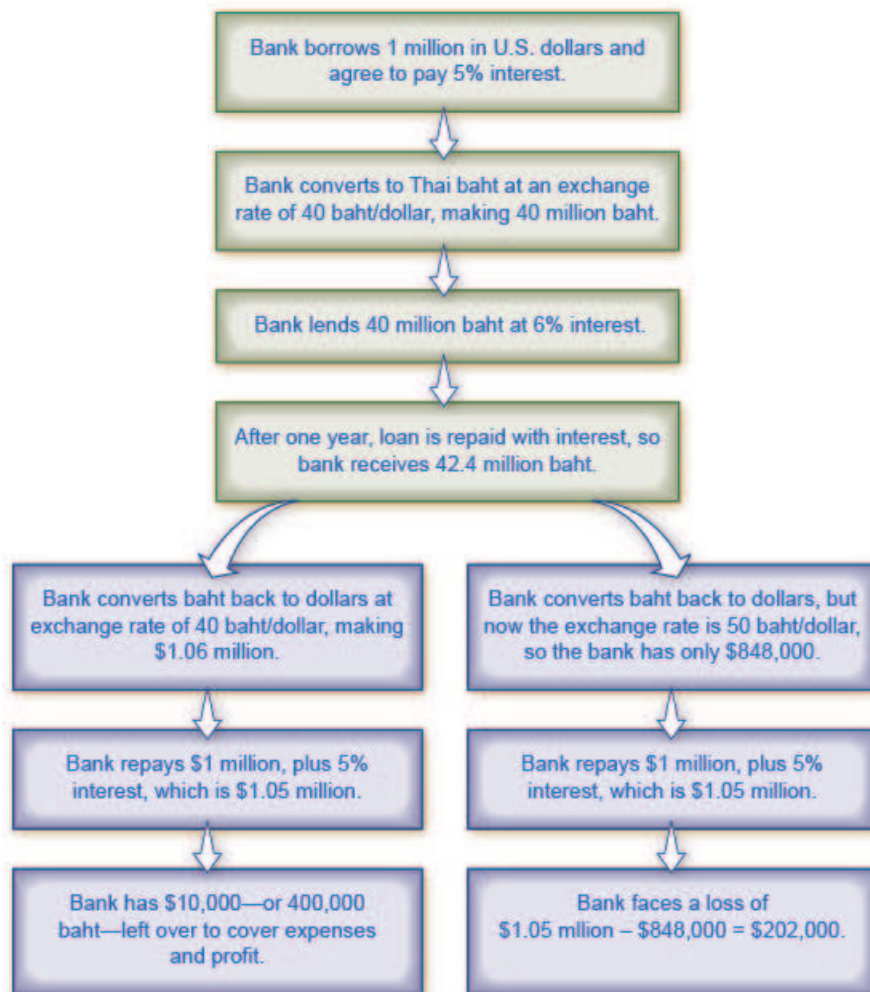 Bank borrows 1 million in U.S. dollars and
agree to pay 5% interest.
Bank converts to Thai baht at an exchange
rate of 40 baht/dollar, making 40 million baht.
Bank lends 40 million baht at 6% interest.
After one year, loan is repaid with interest, so
bank receives 42.4 million baht.
Bank converts baht back to dollars at
exchange rate of 40 baht/dollar, making
$1.06 million.
Bank repays $1 million, plus 5%
interest, which is $1.05 million.
Bank has $10,000—or 400,000
baht—left over to cover expenses
and profit.
Bank converts baht back to dollars, but
now the exchange rate is 50 baht/dollar,
so the bank has only $848,000.
Bank repays $1 million, plus 5%
interest, which is $1.05 million.
Bank faces a loss of
$1.05 mllion – $848,000 = $202,000.